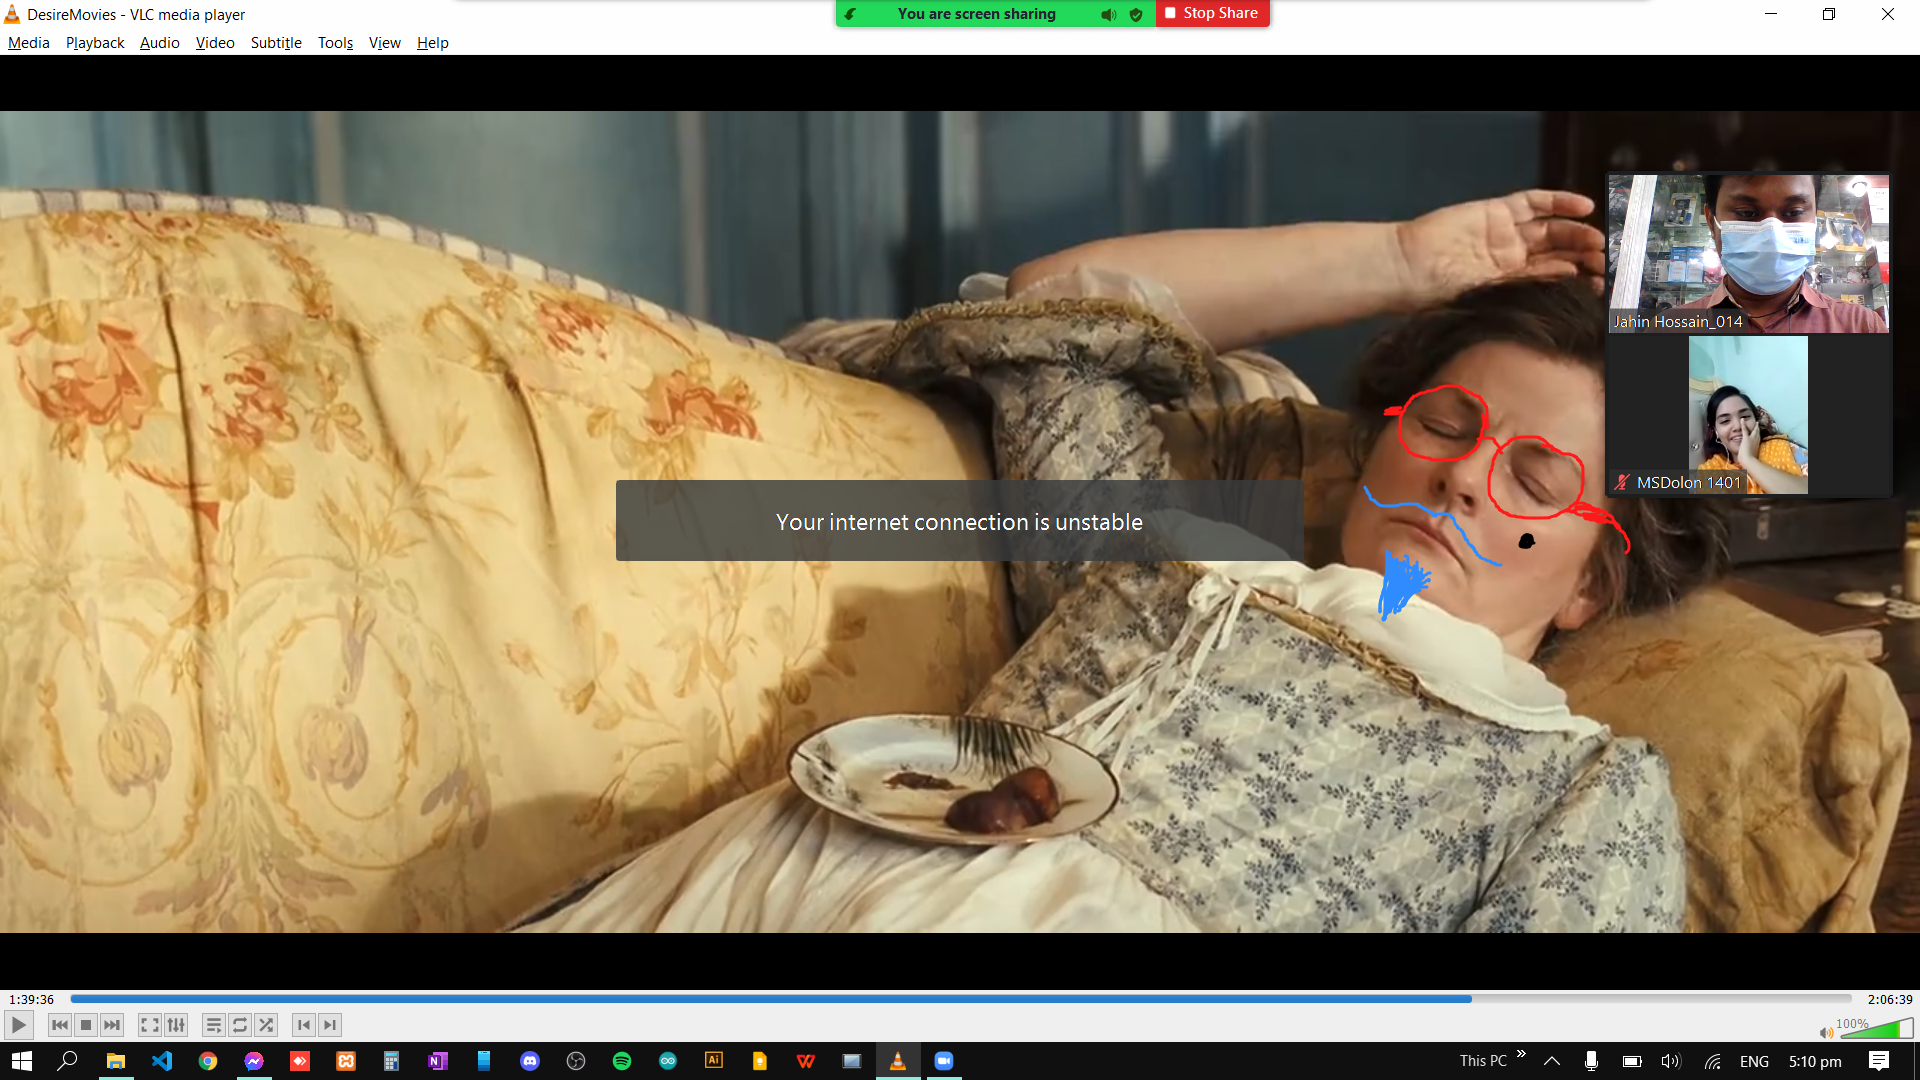 DesireMovies - VLC media player
You are screen sharing
Stop Share
Media Playback Audio Video Subtitle Tools View Help
Jahin Hossain_014
MSDolon 1401
Your internet connection is unstable
1:39:36
2:06:39
100%
Ai
This PC
ENG
5:10 pm